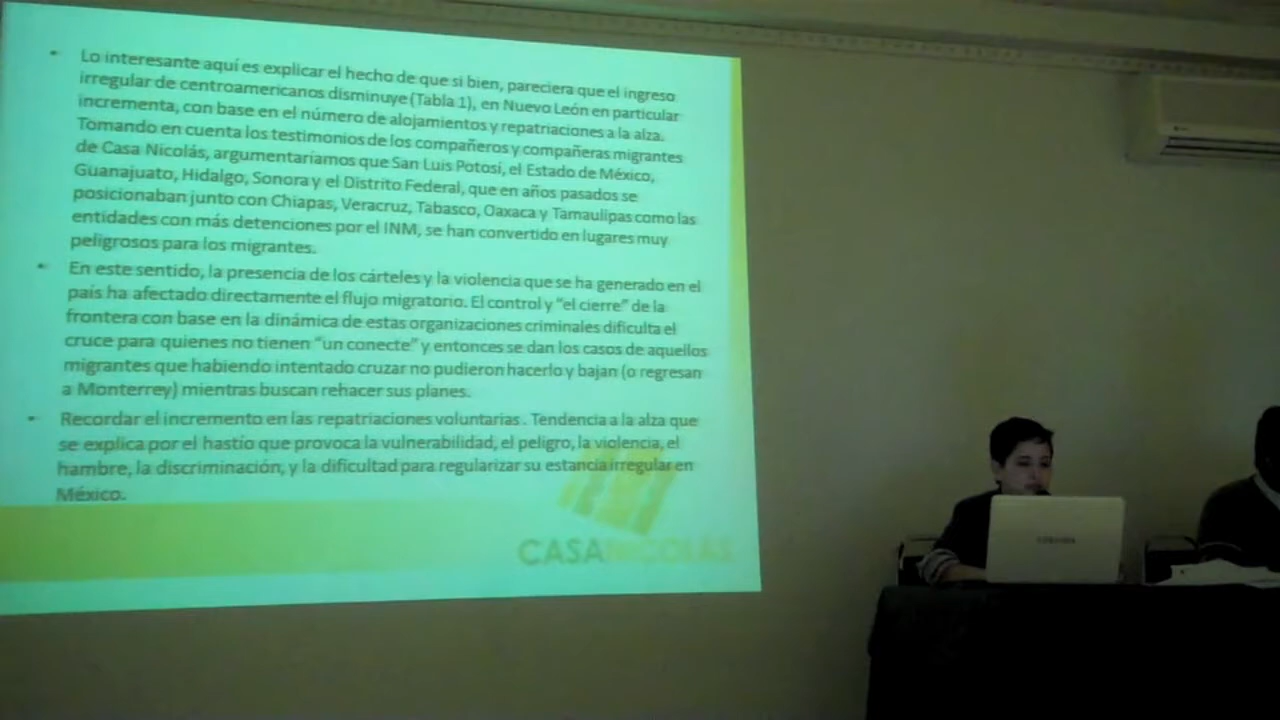 • Lo interesante aquí es explicar el hecho de que si bien, pareciera que el ingreso
irregular de centroamericanos disminuye (Tabla 1), en Nuevo León en particular
incrementa, con base en el número de alojamientos y repatriaciones a la alza.
Tomando en cuenta los testimonios de los compañeros y compañeras migrantes
de Casa Nicolás, argumentaríamos que San Luis Potosí, el Estado de México,
Guanajuato, Hidalgo, Sonora y el Distrito Federal, que en años pasados se
posicionaban junto con Chiapas, Veracruz, Tabasco, Oaxaca y Tamaulipas como las
entidades con más detenciones por el INM, se han convertido en lugares muy
peligrosos para los migrantes.
• En este sentido, la presencia de los cárteles y la violencia que se ha generado en el
país ha afectado directamente el flujo migratorio. El control y "el cierre" de la
frontera con base en la dinámica de estas organizaciones criminales dificulta el
cruce para quienes no tienen "un conecte" y entonces se dan los casos de aquellos
migrantes que habiendo intentado cruzar no pudieron hacerlo y bajan (o regresan
a Monterrey) mientras buscan rehacer sus planes.
• Recordar el incremento en las repatriaciones voluntarias. Tendencia a la alza que
se explica por el hastío que provoca la vulnerabilidad, el peligro, la violencia, el
hambre, la discriminación, y la dificultad para regularizar su estancia irregular en
México.
CASANICOLÁS
TOSHIBA